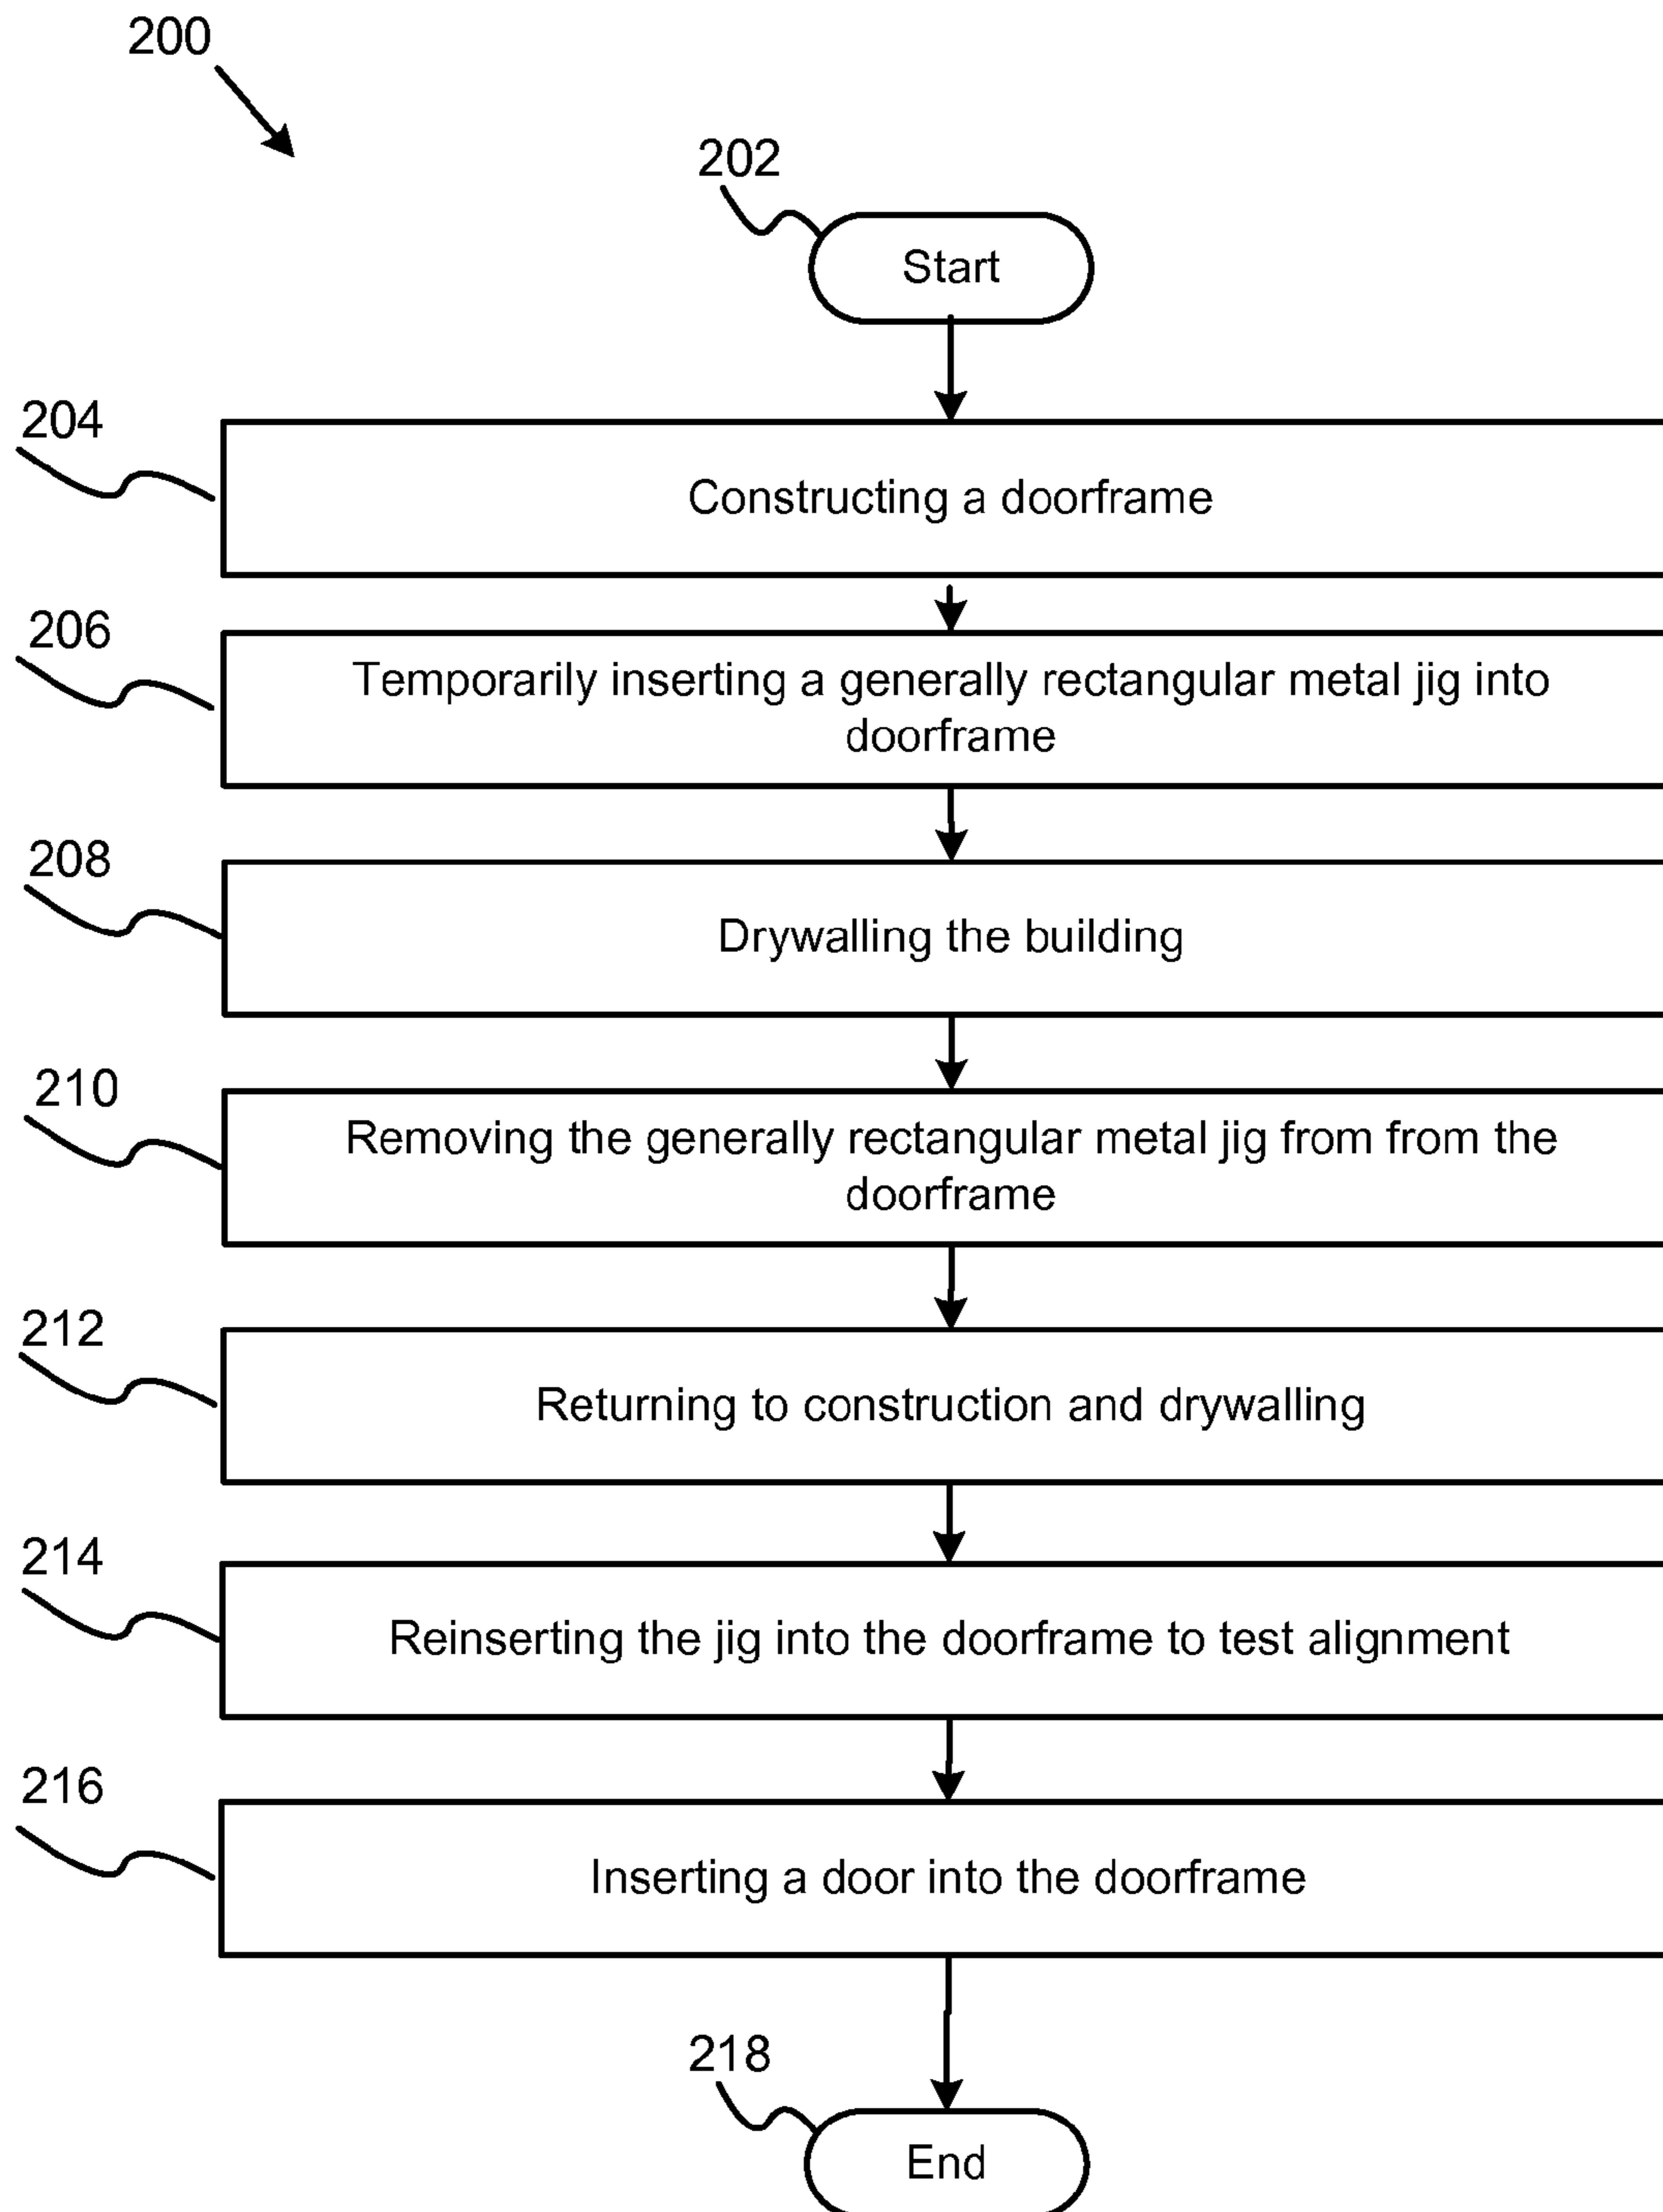 200
202
Start
204
Constructing a doorframe
206
Temporarily inserting a generally rectangular metal jig into
doorframe
208
Drywalling the building
210
Removing the generally rectangular metal jig from from the
doorframe
212
Returning to construction and drywalling
214
Reinserting the jig into the doorframe to test alignment
216
Inserting a door into the doorframe
218
End